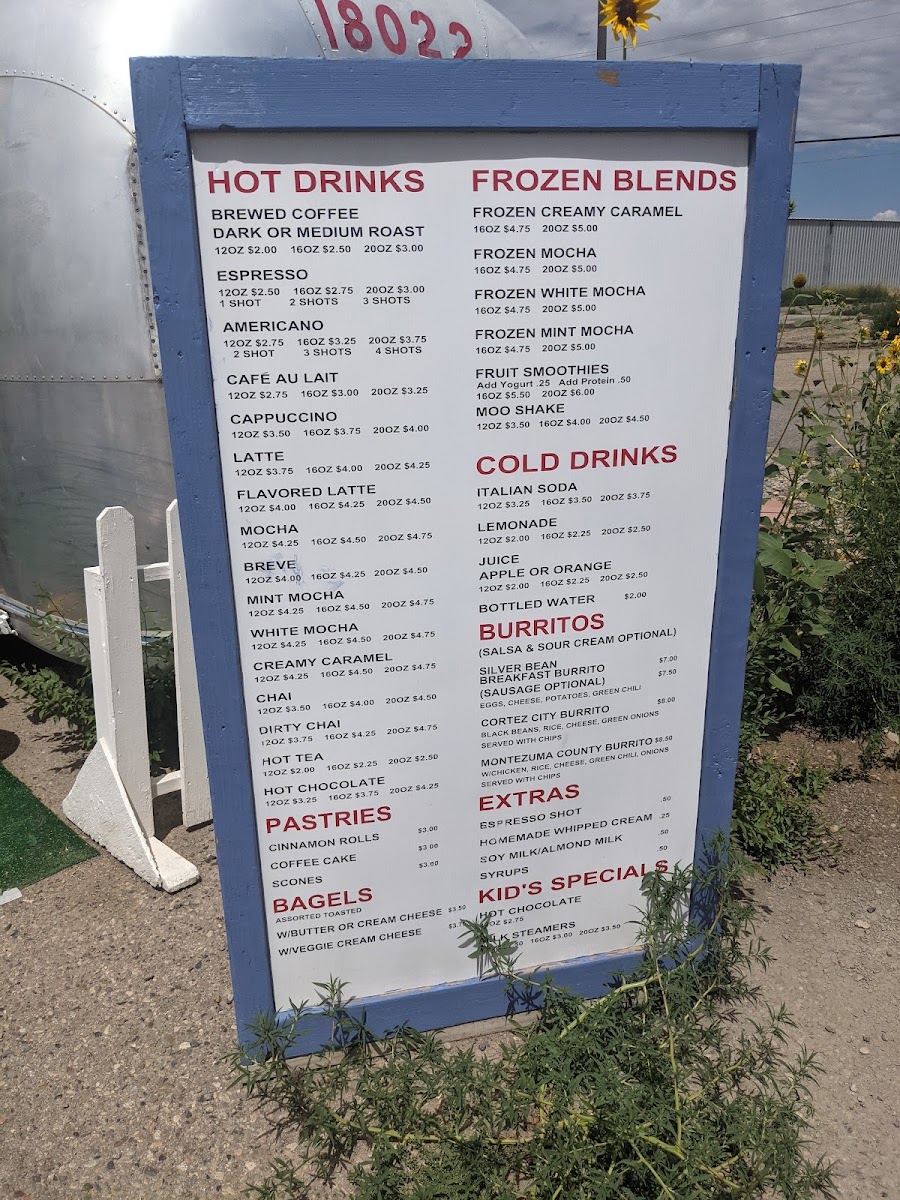 18022
HOT DRINKS
BREWED COFFEE
DARK OR MEDIUM ROAST
12OZ $2.00 16OZ $2.50 20OZ $3.00
ESPRESSO
12OZ $2.50 16OZ $2.75 20OZ $3.00
1 SHOT 2 SHOTS 3 SHOTS
AMERICANO
12OZ $2.75 16OZ $3.25 20OZ $3.75
2 SHOT 3 SHOTS 4 SHOTS
CAFÉ AU LAIT
12OZ $2.75 16OZ $3.00 20OZ $3.25
CAPPUCCINO
12OZ $3.50 16OZ $3.75 20OZ $4.00
LATTE
12OZ $3.75 16OZ $4.00 20OZ $4.25
FLAVORED LATTE
12OZ $4.00 16OZ $4.25 20OZ $4.50
MOCHA
12OZ $4.25 16OZ $4.50 20OZ $4.75
BREVE
12OZ $4.00 16OZ $4.25 20OZ $4.50
MINT MOCHA
12OZ $4.25 16OZ $4.50 20OZ $4.75
WHITE MOCHA
12OZ $4.25 16OZ $4.50 20OZ $4.75
CREAMY CARAMEL
12OZ $4.25 16OZ $4.50 20OZ $4.75
CHAI
12OZ $3.50 16OZ $4.00 20OZ $4.50
DIRTY CHAI
12OZ $3.75 16OZ $4.25 20OZ $4.75
HOT TEA
12OZ $2.00 16OZ $2.25 20OZ $2.50
HOT CHOCOLATE
12OZ $3.25 16OZ $3.75 20OZ $4.25
PASTRIES
CINNAMON ROLLS $3.00
COFFEE CAKE $3.00
SCONES $3.00
BAGELS
ASSORTED TOASTED
W/BUTTER OR CREAM CHEESE $3.50
W/VEGGIE CREAM CHEESE
FROZEN BLENDS
FROZEN CREAMY CARAMEL
16OZ $4.75 20OZ $5.00
FROZEN MOCHA
16OZ $4.75 20OZ $5.00
FROZEN WHITE MOCHA
16OZ $4.75 20OZ $5.00
FROZEN MINT MOCHA
16OZ $4.75 20OZ $5.00
FRUIT SMOOTHIES
Add Yogurt .25 Add Protein .50
16OZ $5.50 20OZ $6.00
MOO SHAKE
12OZ $3.50 16OZ $4.00 20OZ $4.50
COLD DRINKS
ITALIAN SODA
12OZ $3.25 16OZ $3.50 20OZ $3.75
LEMONADE
12OZ $2.00 16OZ $2.25 20OZ $2.50
JUICE
APPLE OR ORANGE
12OZ $2.00 16OZ $2.25 20OZ $2.50
BOTTLED WATER $2.00
BURRITOS
(SALSA & SOUR CREAM OPTIONAL)
SILVER BEAN $7.00
BREAKFAST BURRITO $7.50
(SAUSAGE OPTIONAL)
EGGS, CHEESE, POTATOES, GREEN CHILI
CORTEZ CITY BURRITO $8.00
BLACK BEANS, RICE, CHEESE, GREEN ONIONS
SERVED WITH CHIPS
MONTEZUMA COUNTY BURRITO $8.50
W/CHICKEN, RICE, CHEESE, GREEN CHILI, ONIONS
SERVED WITH CHIPS
EXTRAS
ESPRESSO SHOT .50
HOMEMADE WHIPPED CREAM .25
SOY MILK/ALMOND MILK .50
SYRUPS .50
KID'S SPECIALS
HOT CHOCOLATE
$2.75
STEAMERS
16OZ $3.00 20OZ $3.50